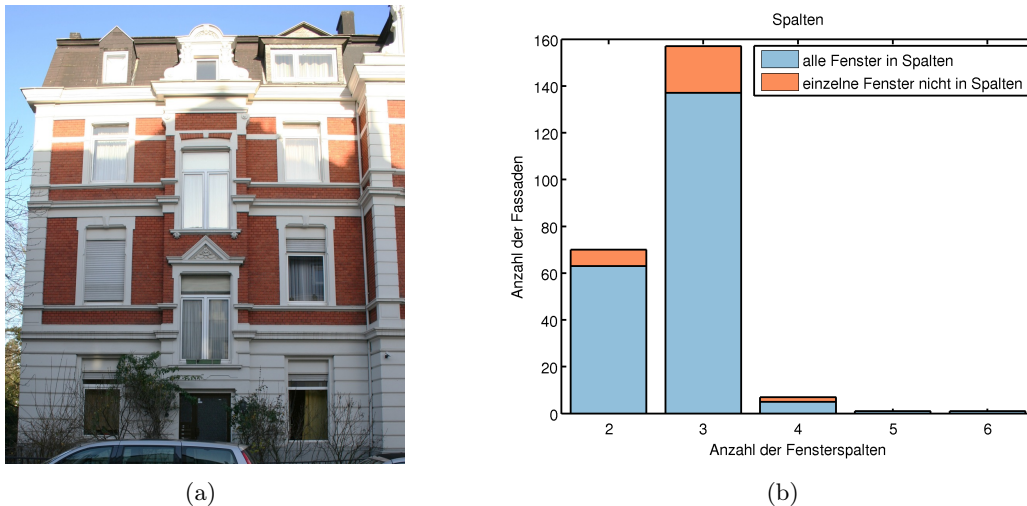 Spalten
160
140
120
100
80
60
40
20
0
Anzahl der Fassaden
alle Fenster in Spalten
einzelne Fenster nicht in Spalten
2 3 4 5 6
Anzahl der Fensterspalten
(a) (b)